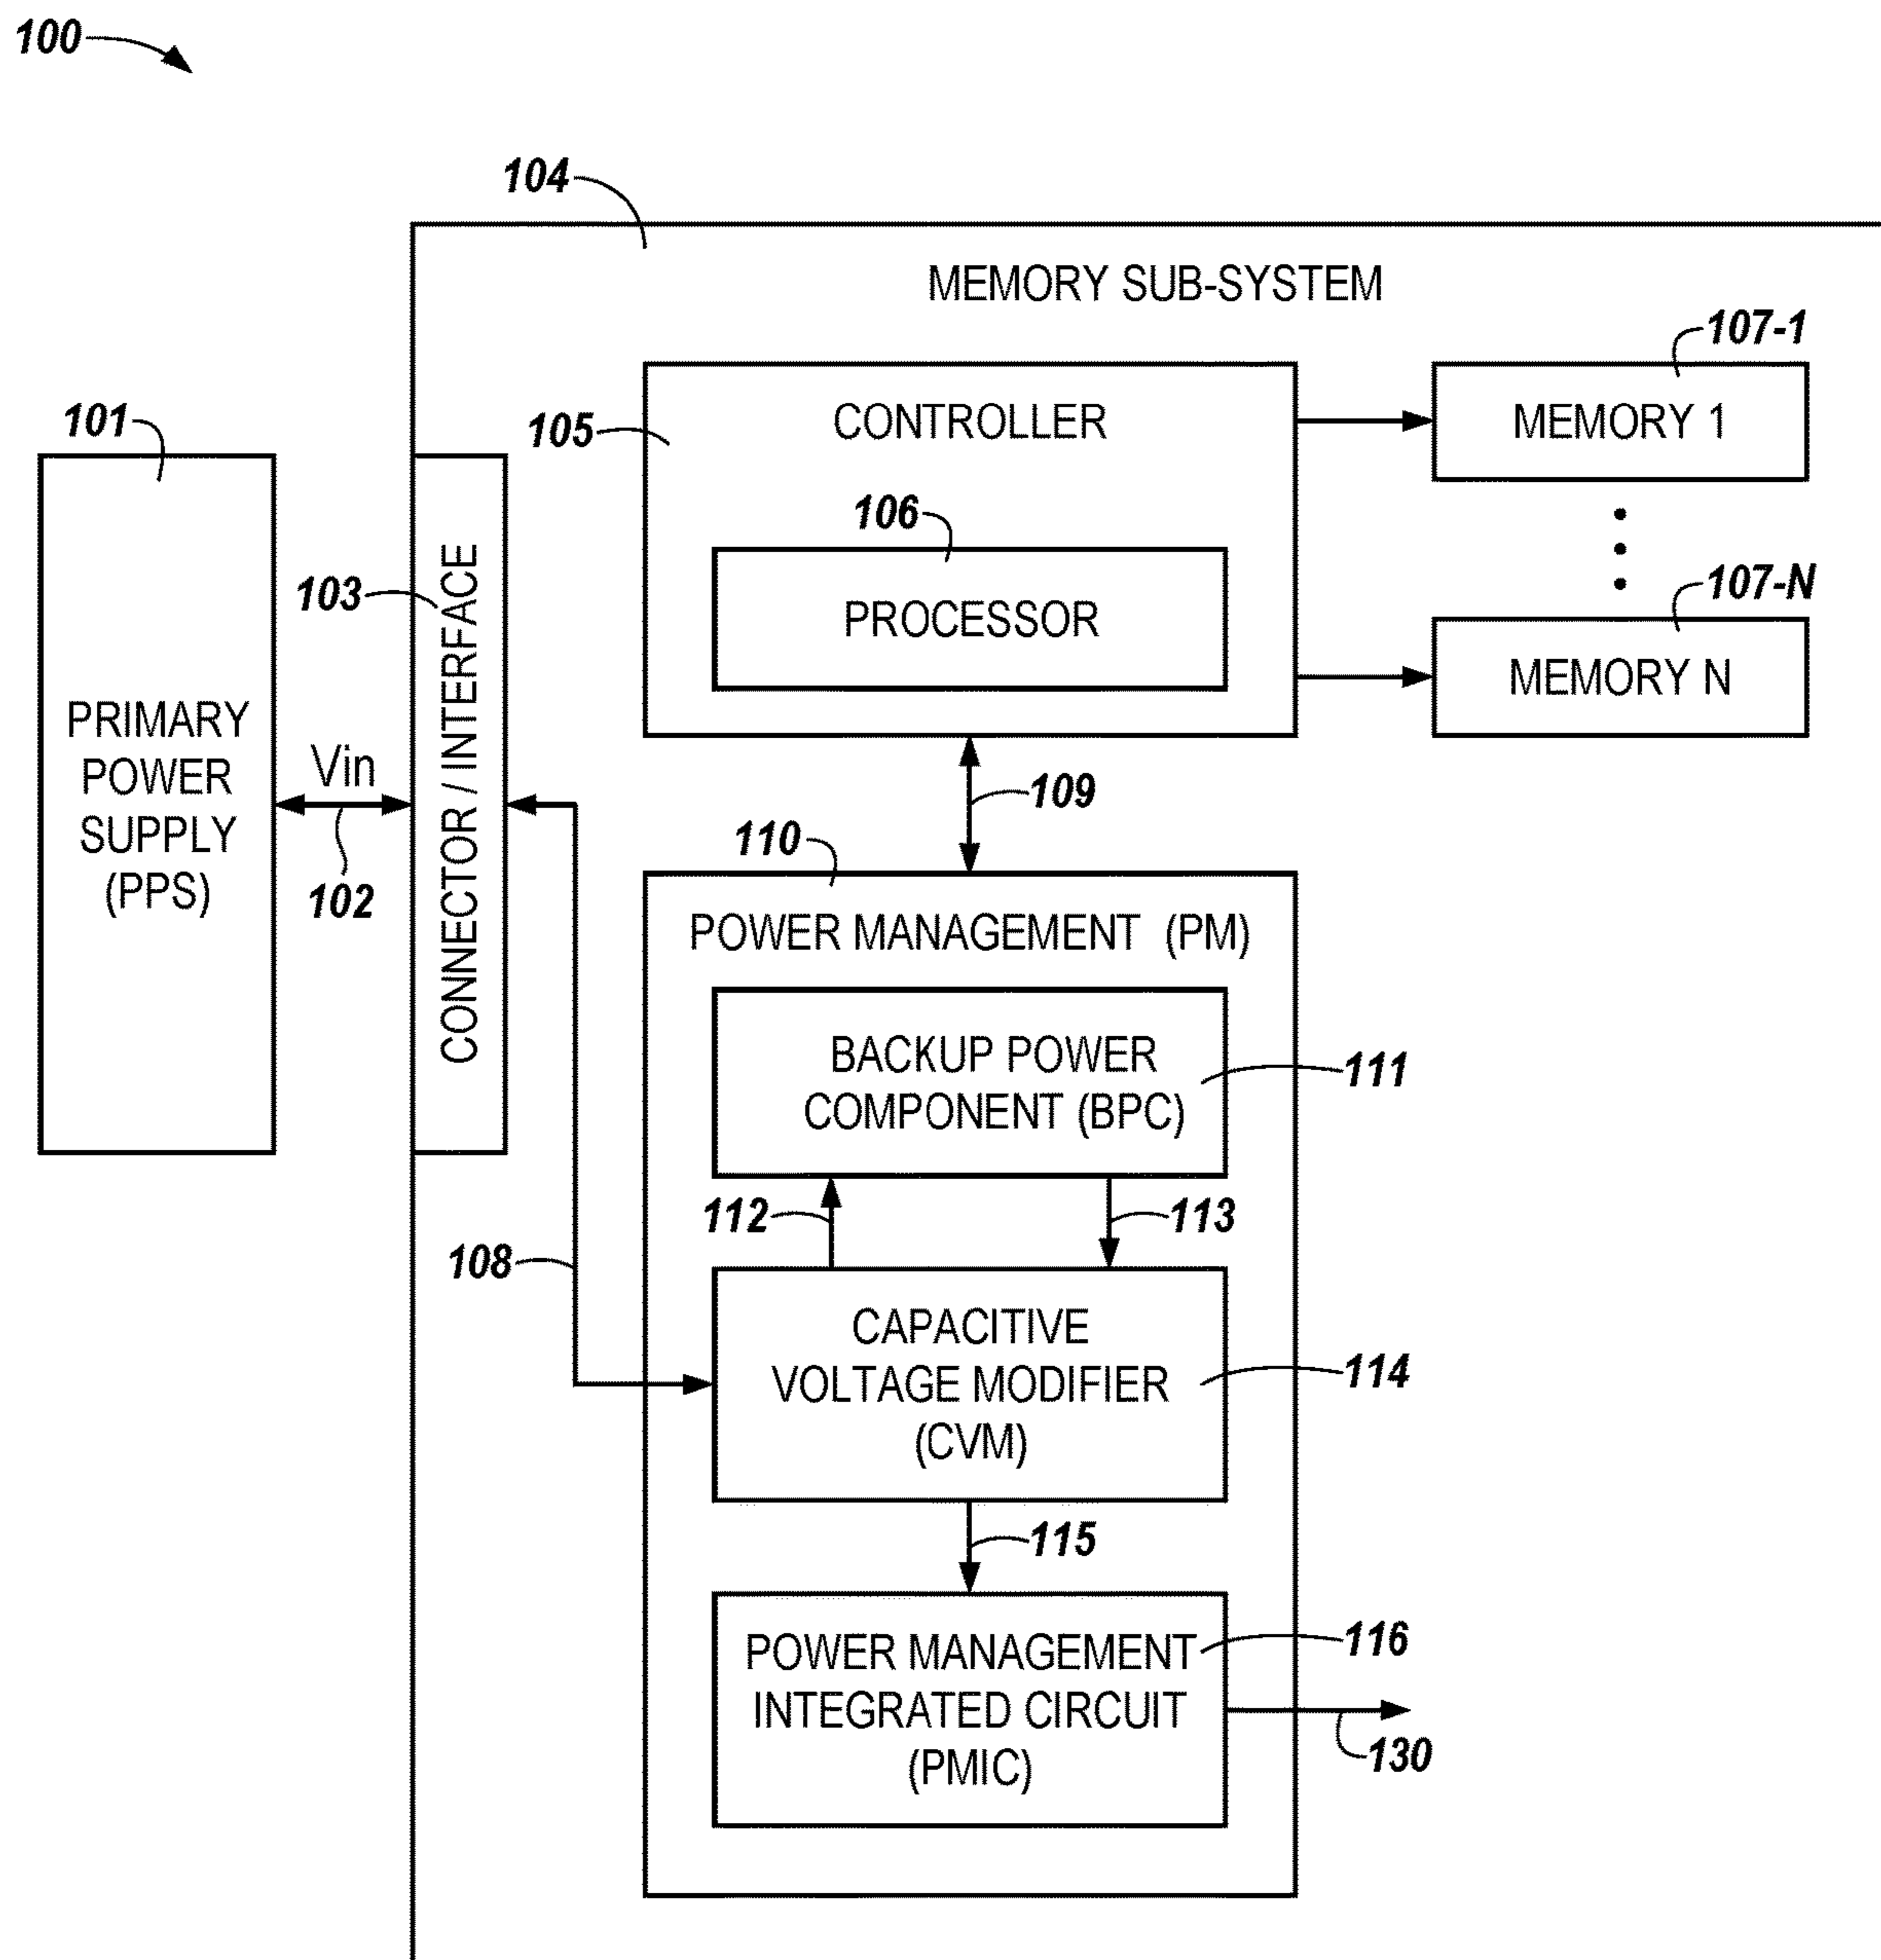 100
104
MEMORY SUB-SYSTEM
107-1
101
105
CONTROLLER
MEMORY 1
106
103
PROCESSOR
107-N
MEMORY N
CONNECTOR / INTERFACE
PRIMARY
POWER
SUPPLY
(PPS)
Vin
102
109
110
POWER MANAGEMENT (PM)
BACKUP POWER
COMPONENT (BPC)
111
112
113
108
CAPACITIVE
VOLTAGE MODIFIER
(CVM)
114
115
POWER MANAGEMENT
INTEGRATED CIRCUIT
(PMIC)
116
130